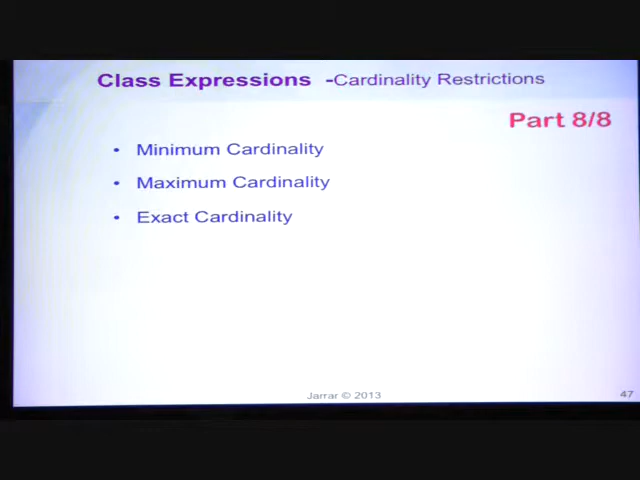 Class Expressions -Cardinality Restrictions
Part 8/8
• Minimum Cardinality
• Maximum Cardinality
• Exact Cardinality
Jarrar © 2013
47